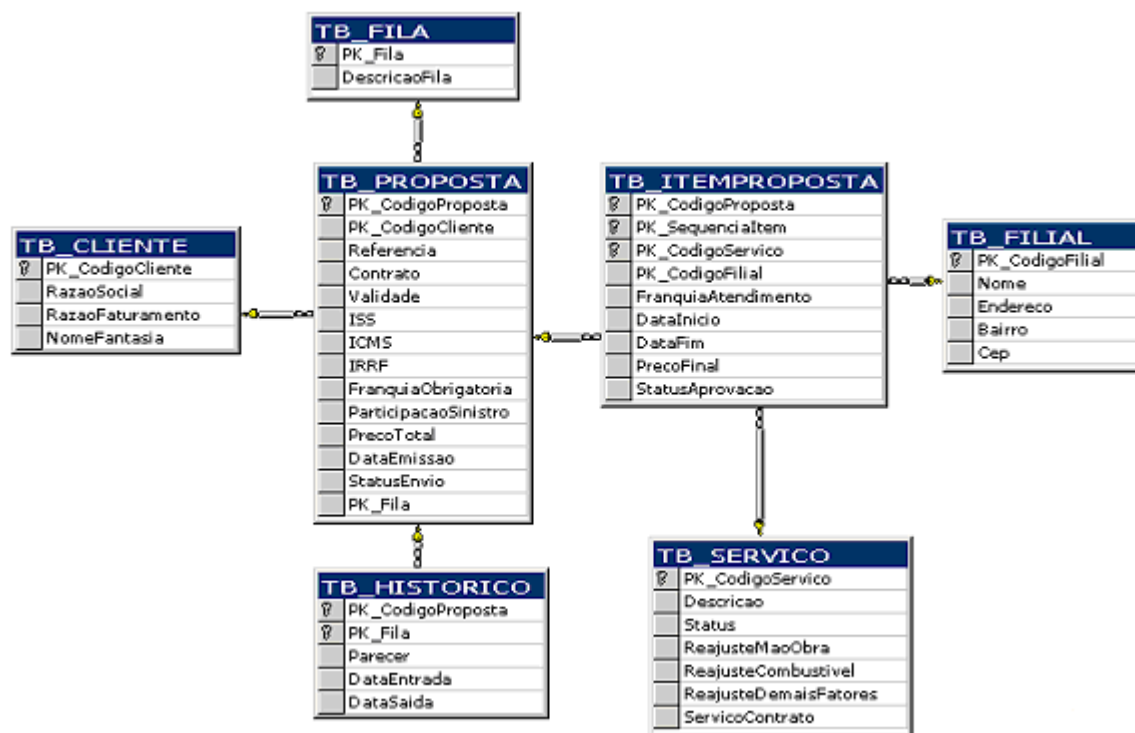 TB_FILA
PK_Fila
DescricaoFila
TB_PROPOSTA
PK_CodigoProposta
PK_CodigoCliente
Referencia
Contrato
Validade
ISS
ICMS
IRRF
FranquiaObrigatoria
ParticipacaoSinistro
PrecoTotal
DataEmissao
StatusEnvio
PK_Fila
TB_ITEMPROPOSTA
PK_CodigoProposta
PK_SequenciaItem
PK_CodigoServico
PK_CodigoFilial
FranquiaAtendimento
DataInicio
DataFim
PrecoFinal
StatusAprovacao
TB_CLIENTE
PK_CodigoCliente
RazaoSocial
RazaoFaturamento
NomeFantasia
TB_FILIAL
PK_CodigoFilial
Nome
Endereco
Bairro
Cep
TB_HISTORICO
PK_CodigoProposta
PK_Fila
Parecer
DataEntrada
DataSaida
TB_SERVICO
PK_CodigoServico
Descricao
Status
ReajusteMaoObra
ReajusteCombustivel
ReajusteDemaisFatores
ServicoContrato